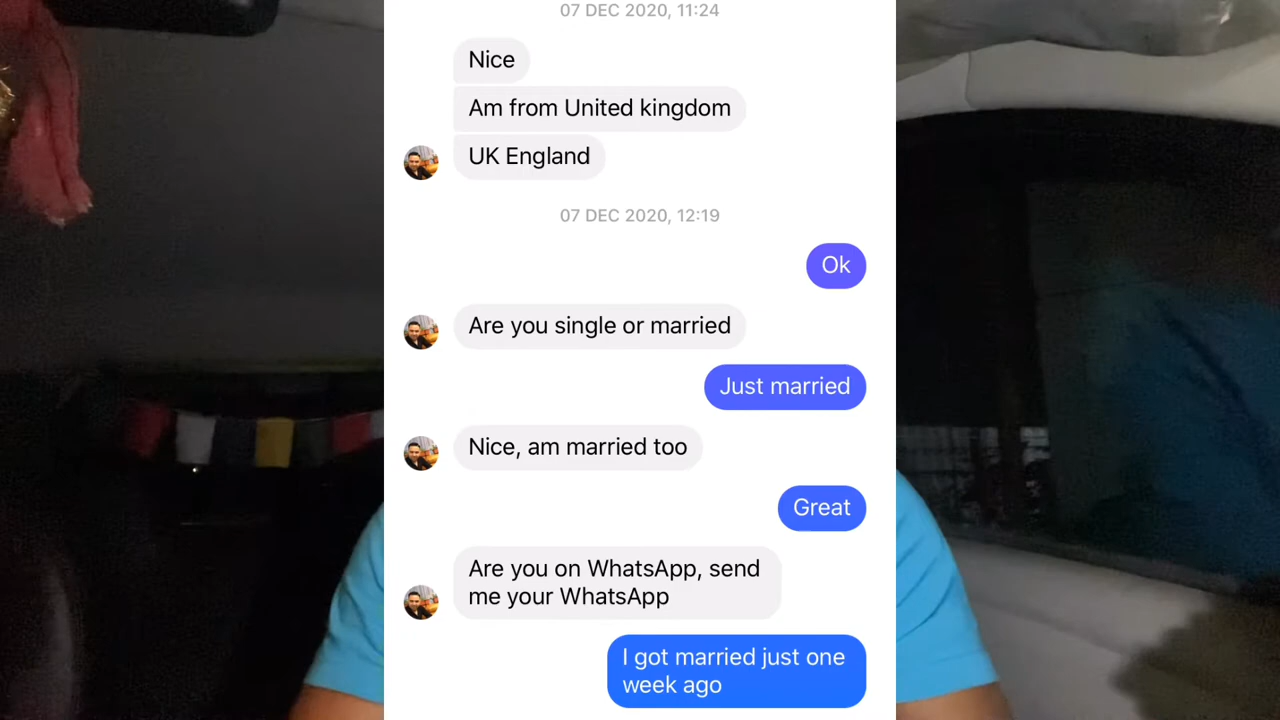 07 DEC 2020, 11:24
Nice
Am from United kingdom
UK England
07 DEC 2020, 12:19
Ok
Are you single or married
Just married
Nice, am married too
Great
Are you on WhatsApp, send
me your WhatsApp
I got married just one
week ago